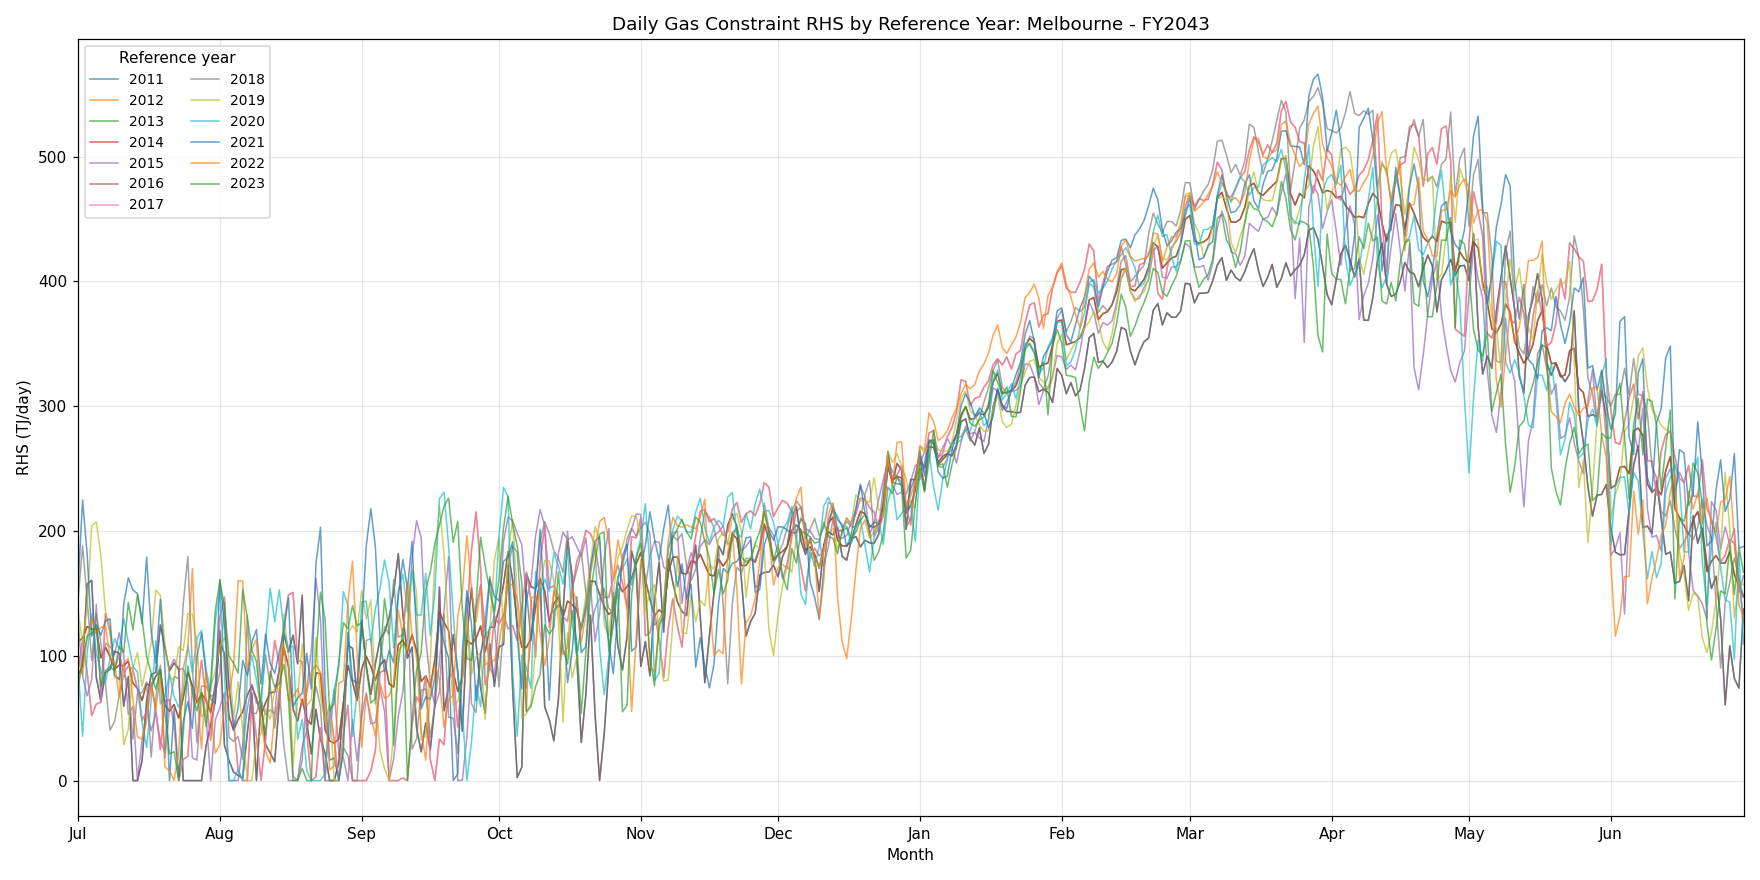 Daily Gas Constraint RHS by Reference Year: Melbourne - FY2043
Reference year
2011 2018
2012 2019
2013 2020
2014 2021
2015 2022
2016 2023
2017
RHS (TJ/day)
500
400
300
200
100
0
Jul Aug Sep Oct Nov Dec Jan Feb Mar Apr May Jun
Month